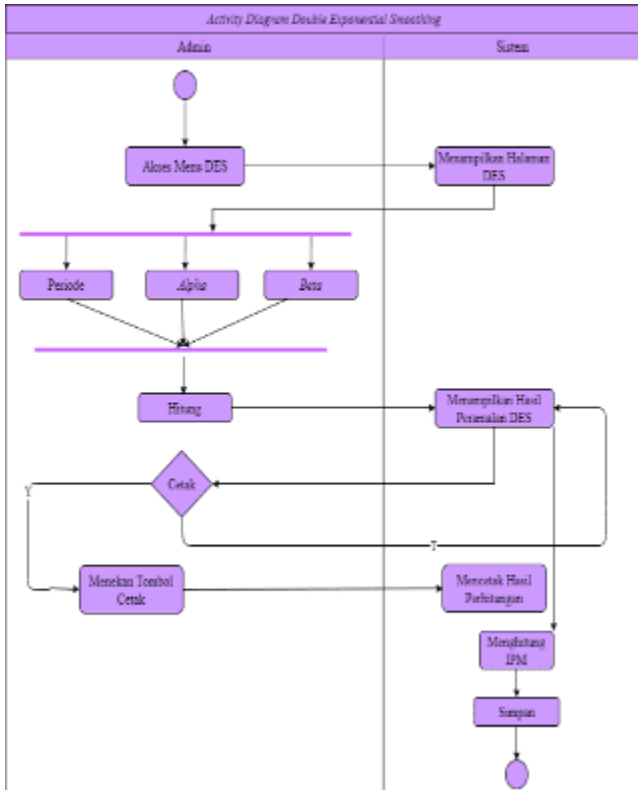 Activity Diagram Double Exponential Smoothing
Admin
Sistem
Akses Menu DES
Menampilkan Halaman
DES
Periode
Alpha
Beta
Hitung
Menampilkan Hasil
Peramalan DES
Cetak
Y
T
Menekan Tombol
Cetak
Mencetak Hasil
Perhitungan
Menghitung
IPM
Simpan